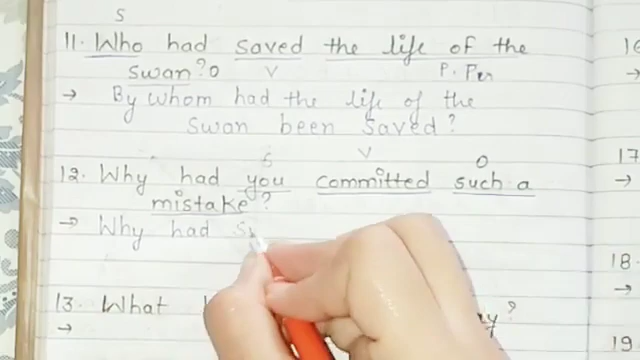 S
11. Who had saved the life of the
swan? O V P. Per
→ By whom had the life of the
swan been saved?
S V O
12. Why had you committed such a
mistake?
→ Why had s
13. What
→
16
→
17
→
18.
→
19.